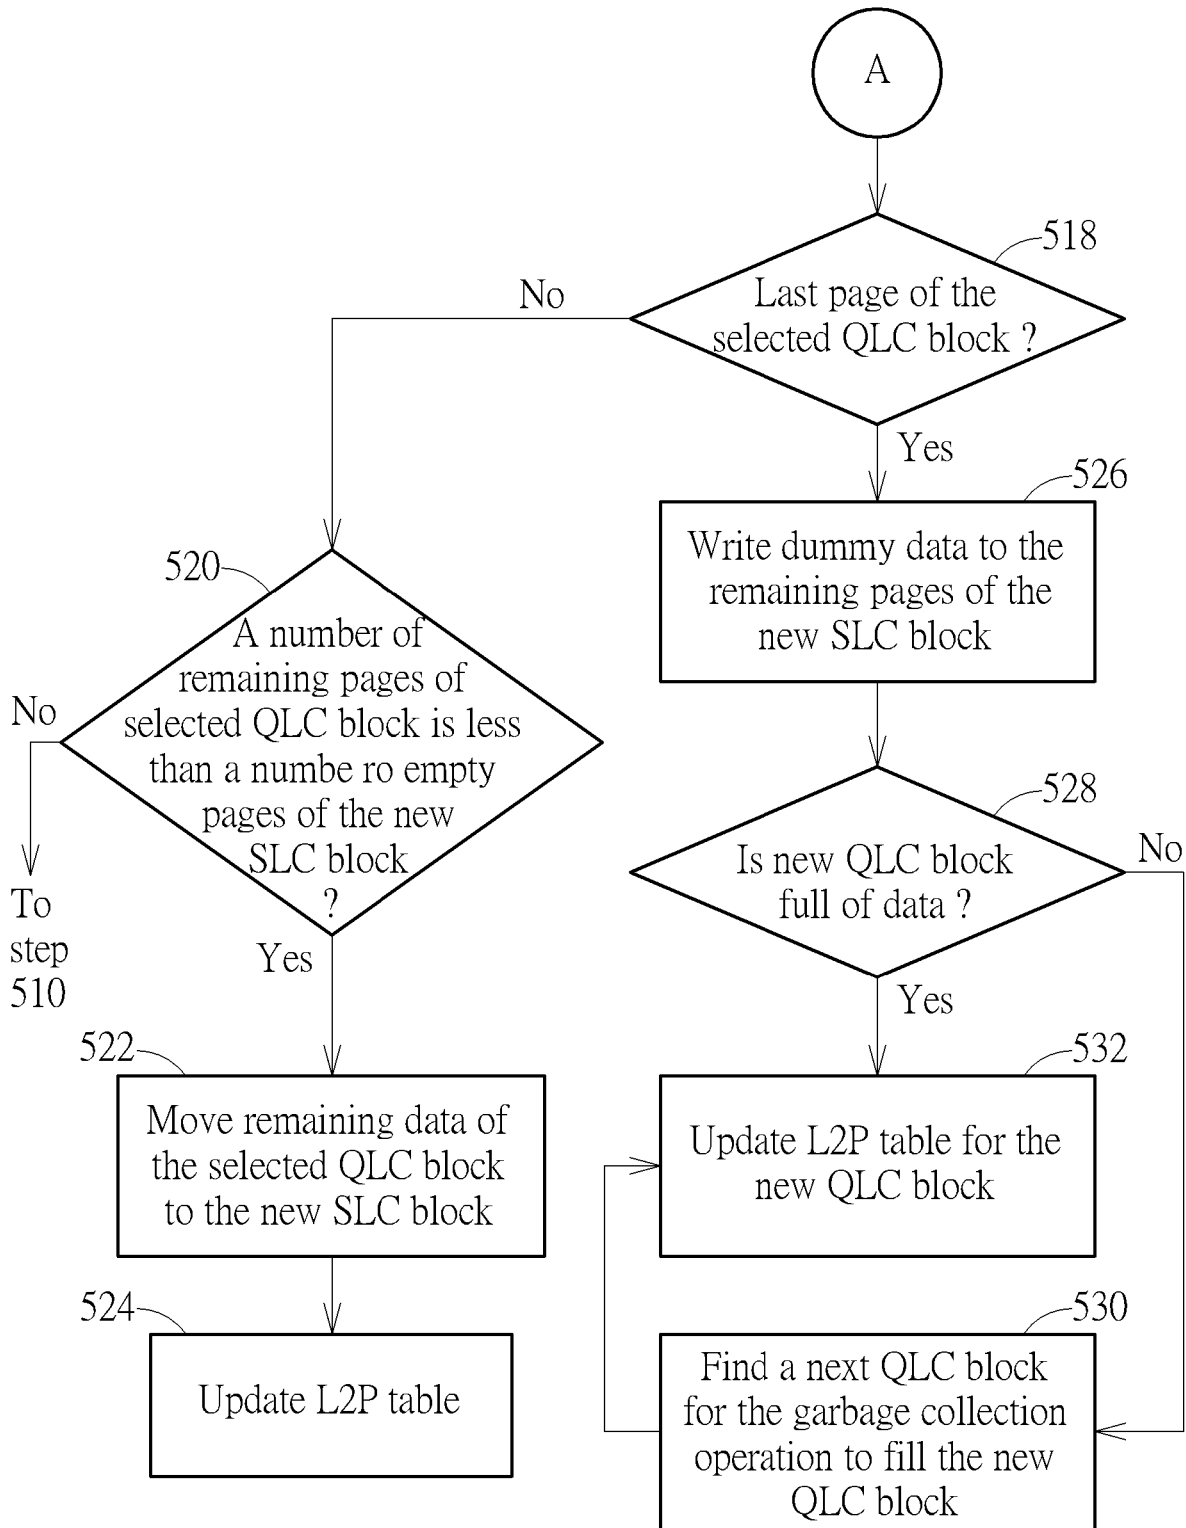 A
518
Last page of the
selected QLC block ?
No
Yes
526
Write dummy data to the
remaining pages of the
new SLC block
520
A number of
remaining pages of
selected QLC block is less
than a numbe ro empty
pages of the new
SLC block
?
No
To
step
510
Yes
528
Is new QLC block
full of data ?
No
Yes
522
Move remaining data of
the selected QLC block
to the new SLC block
532
Update L2P table for the
new QLC block
524
Update L2P table
530
Find a next QLC block
for the garbage collection
operation to fill the new
QLC block